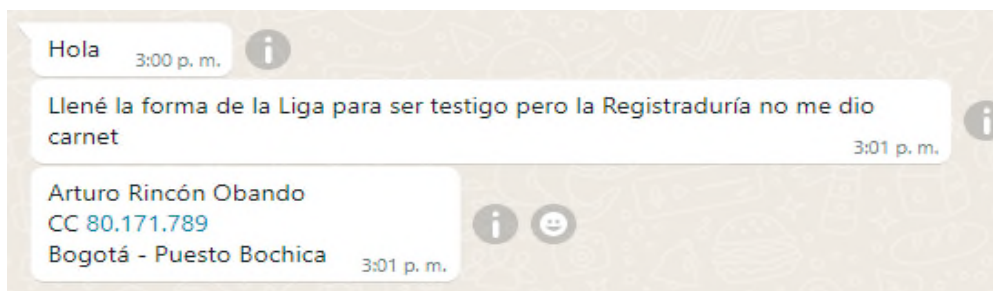 Hola
3:00 p. m.
Llené la forma de la Liga para ser testigo pero la Registraduría no me dio
carnet
3:01 p. m.
Arturo Rincón Obando
CC 80.171.789
Bogotá - Puesto Bochica
3:01 p. m.